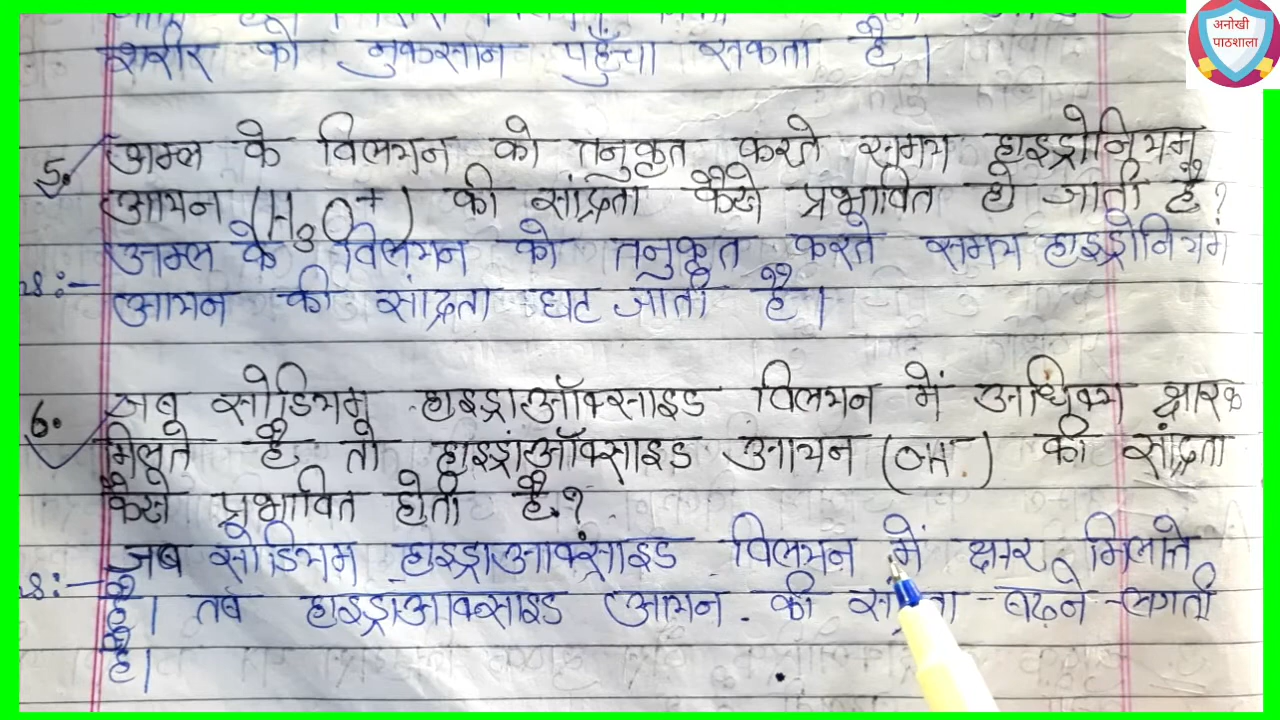 अनोखी
पाठशाला
शरीर को नुकसान पहुँचा सकता है।
5. अम्ल के विलयन को तनुकृत करते समय हाइड्रोनियम
आयन (H₃O⁺) की सांद्रता कैसे प्रभावित हो जाती है?
अम्ल के विलयन को तनुकृत करते समय हाइड्रोनियम
आयन की सांद्रता घट जाती है।
6. जब सोडियम हाइड्राऑक्साइड विलयन में आधिक्य क्षारक
मिलते है तो हाइड्राऑक्साइड आयन (OH⁻) की सांद्रता
कैसे प्रभावित होती है?
जब सोडियम हाइड्राआक्साइड विलयन में क्षार मिलाते
है। तब हाइड्राआक्साइड आयन की बढ़ने लगती
है।